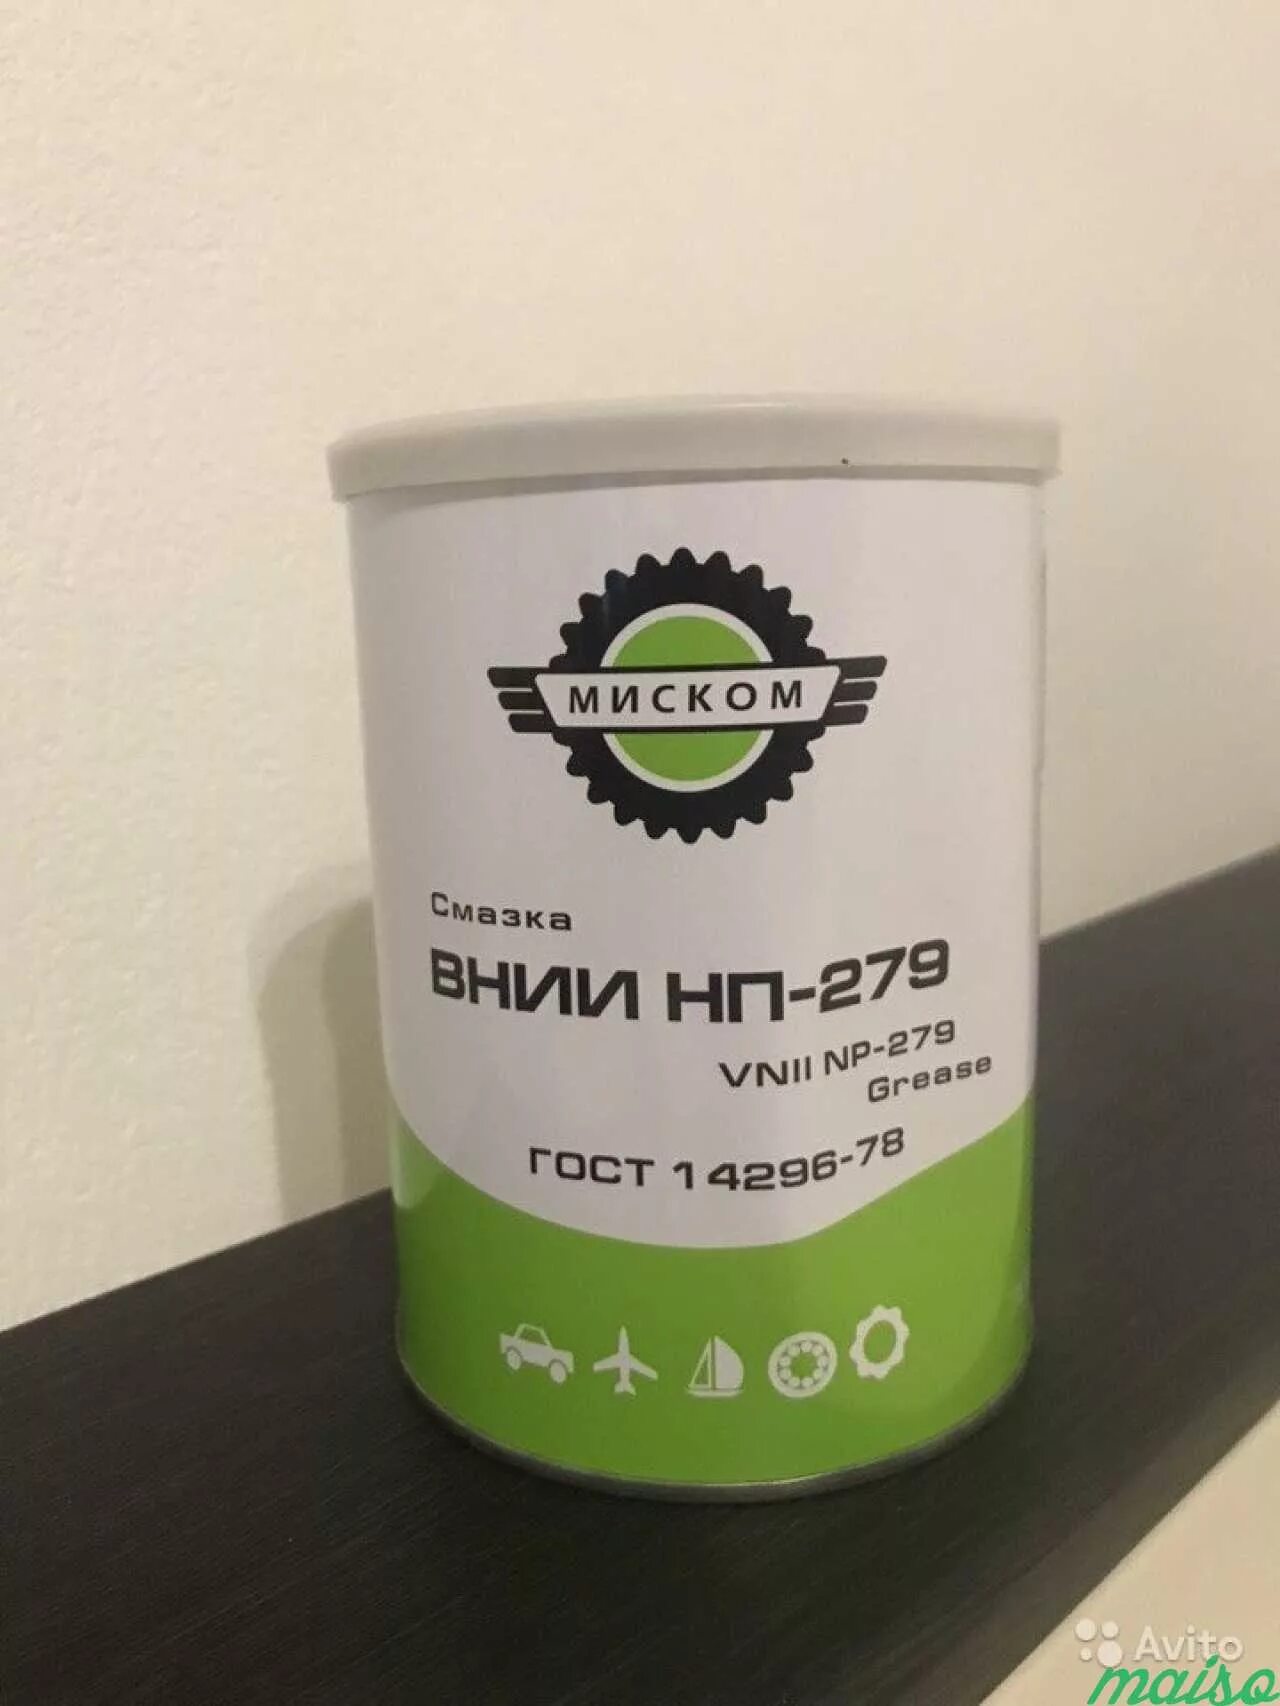 МИСКОМ
Смазка
ВНИИ НП-279
VNII NP-279
Grease
ГОСТ 14296-78
Avito
maiso